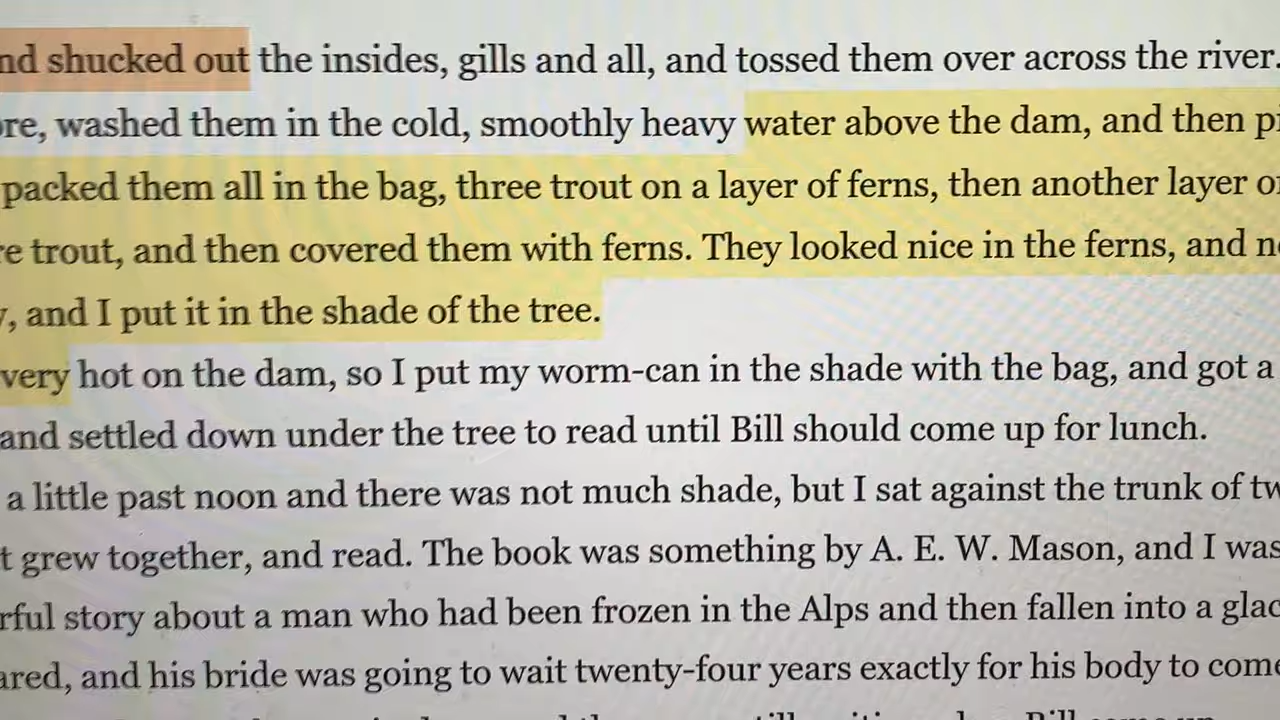 nd shucked out the insides, gills and all, and tossed them over across the river.
re, washed them in the cold, smoothly heavy water above the dam, and then
packed them all in the bag, three trout on a layer of ferns, then another layer
e trout, and then covered them with ferns. They looked nice in the ferns, and
, and I put it in the shade of the tree.
very hot on the dam, so I put my worm-can in the shade with the bag, and got a
and settled down under the tree to read until Bill should come up for lunch.
a little past noon and there was not much shade, but I sat against the trunk of
t grew together, and read. The book was something by A. E. W. Mason, and I was
rful story about a man who had been frozen in the Alps and then fallen into a glac
ared, and his bride was going to wait twenty-four years exactly for his body to come